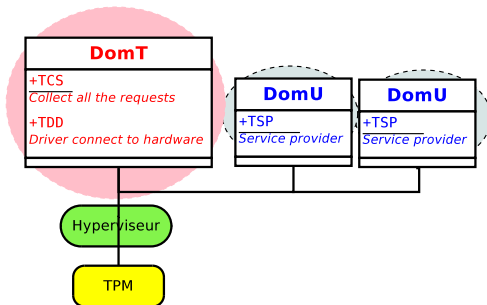 DomT
+TCS
Collect all the requests
+TDD
Driver connect to hardware
DomU
+TSP
Service provider
DomU
+TSP
Service provider
Hyperviseur
TPM